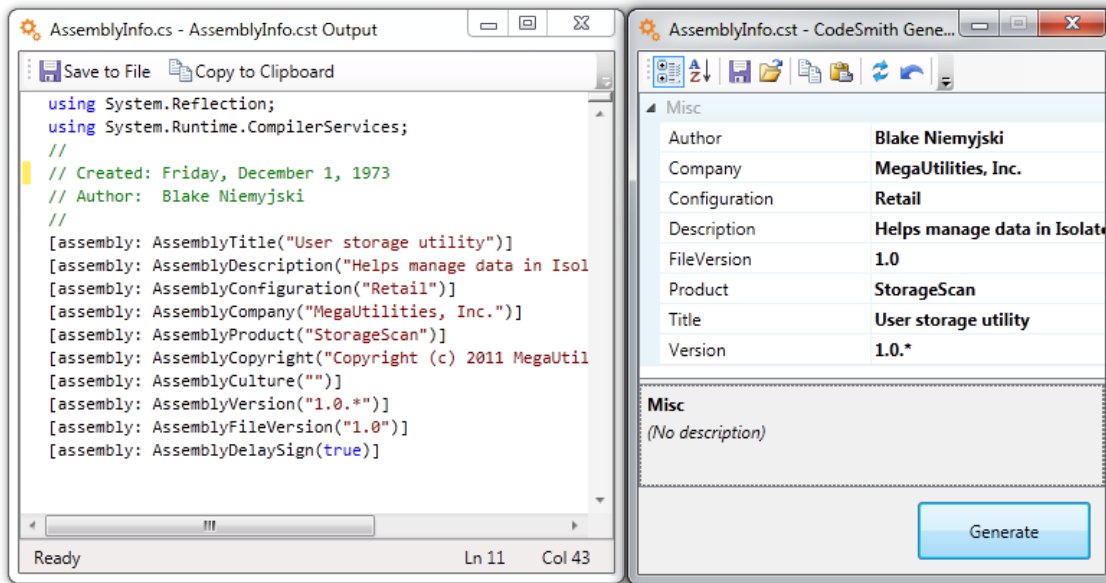 AssemblyInfo.cs - AssemblyInfo.cst Output
Save to File Copy to Clipboard
using System.Reflection;
using System.Runtime.CompilerServices;
//
// Created: Friday, December 1, 1973
// Author:  Blake Niemyjski
//
[assembly: AssemblyTitle("User storage utility")]
[assembly: AssemblyDescription("Helps manage data in Isol
[assembly: AssemblyConfiguration("Retail")]
[assembly: AssemblyCompany("MegaUtilities, Inc.")]
[assembly: AssemblyProduct("StorageScan")]
[assembly: AssemblyCopyright("Copyright (c) 2011 MegaUtil
[assembly: AssemblyCulture("")]
[assembly: AssemblyVersion("1.0.*")]
[assembly: AssemblyFileVersion("1.0")]
[assembly: AssemblyDelaySign(true)]
Ready Ln 11 Col 43
AssemblyInfo.cst - CodeSmith Gene...
Misc
Author Blake Niemyjski
Company MegaUtilities, Inc.
Configuration Retail
Description Helps manage data in Isolate
FileVersion 1.0
Product StorageScan
Title User storage utility
Version 1.0.*
Misc
(No description)
Generate